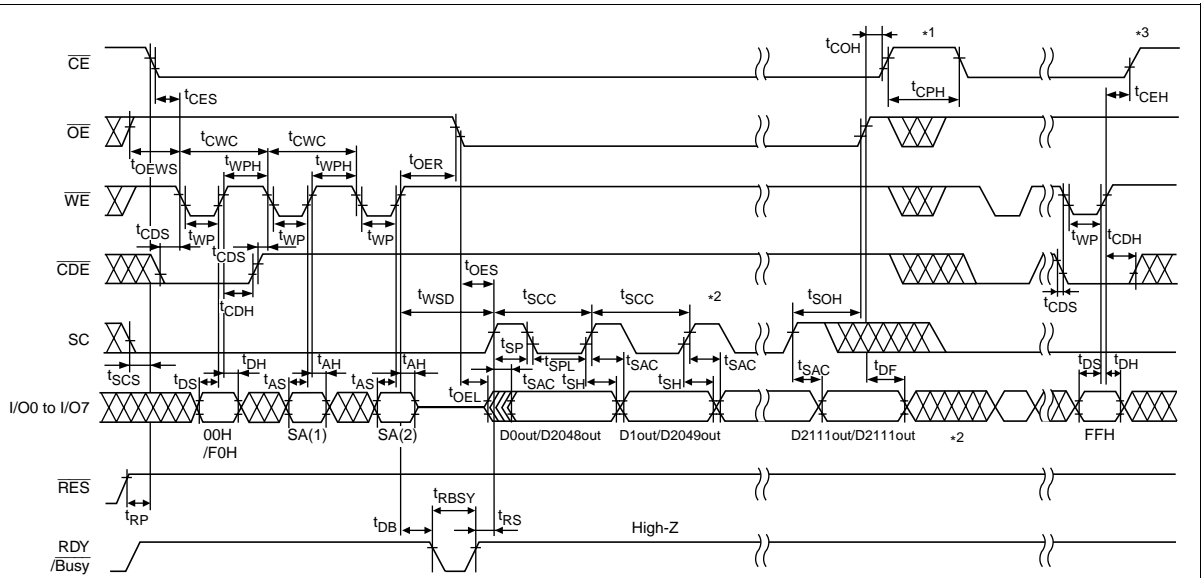 CE
tCOH
*1
*3
tCES
tCPH
tCEH
OE
tCWC
tCWC
tOEWS
tWPH
tWPH
tOER
WE
tCDS
tWP
tCDS
tWP
tWP
tWP
tCDH
CDE
tCDH
tOES
tCDS
tWSD
tSCC
tSCC
*2
tSOH
SC
tSP
tSPL
tSCS
tDS
tDH
tAS
tAH
tAS
tAH
tOEL
tSAC
tSH
tSAC
tSH
tSAC
tSAC
tDF
tDS
tDH
I/O0 to I/O7
00H
/F0H
SA(1)
SA(2)
D0out/D2048out
D1out/D2049out
D2111out/D2111out
*2
FFH
RES
tRP
tRBSY
tDB
tRS
High-Z
RDY
/Busy